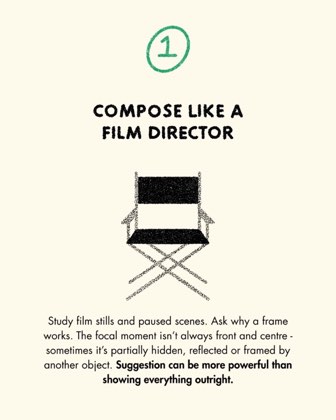 1
COMPOSE LIKE A
FILM DIRECTOR
Study film stills and paused scenes. Ask why a frame
works. The focal moment isn't always front and centre -
sometimes it's partially hidden, reflected or framed by
another object. Suggestion can be more powerful than
showing everything outright.